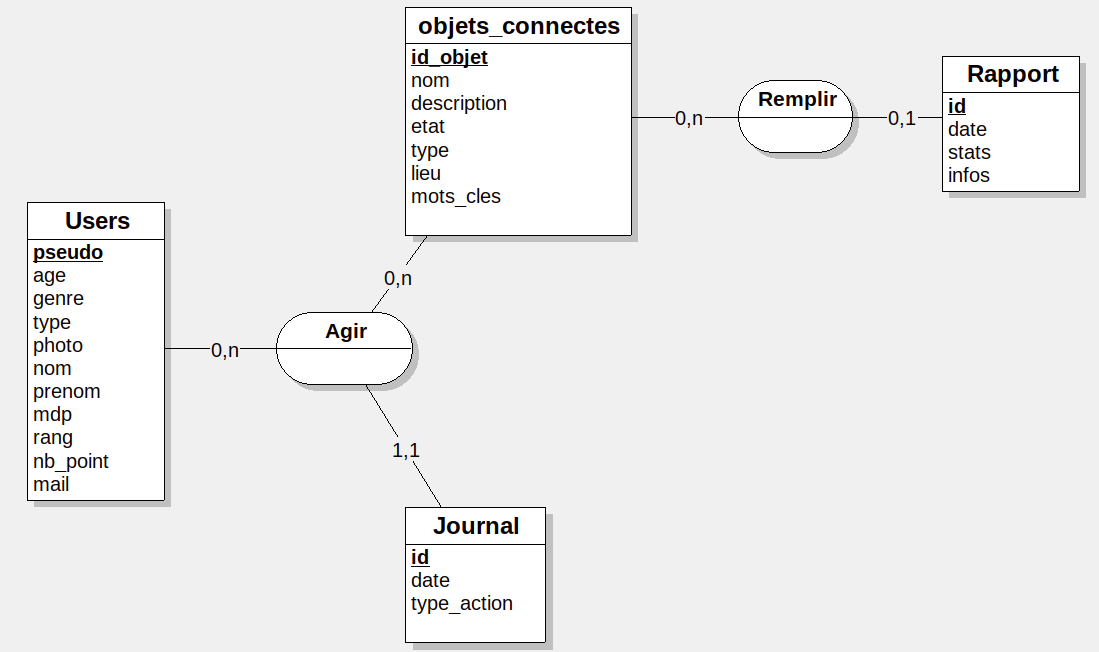 objets_connectes
id_objet
nom
description
etat
type
lieu
mots_cles
0,n
Remplir
0,1
Rapport
id
date
stats
infos
Users
pseudo
age
genre
type
photo
nom
prenom
mdp
rang
nb_point
mail
0,n
Agir
0,n
1,1
Journal
id
date
type_action